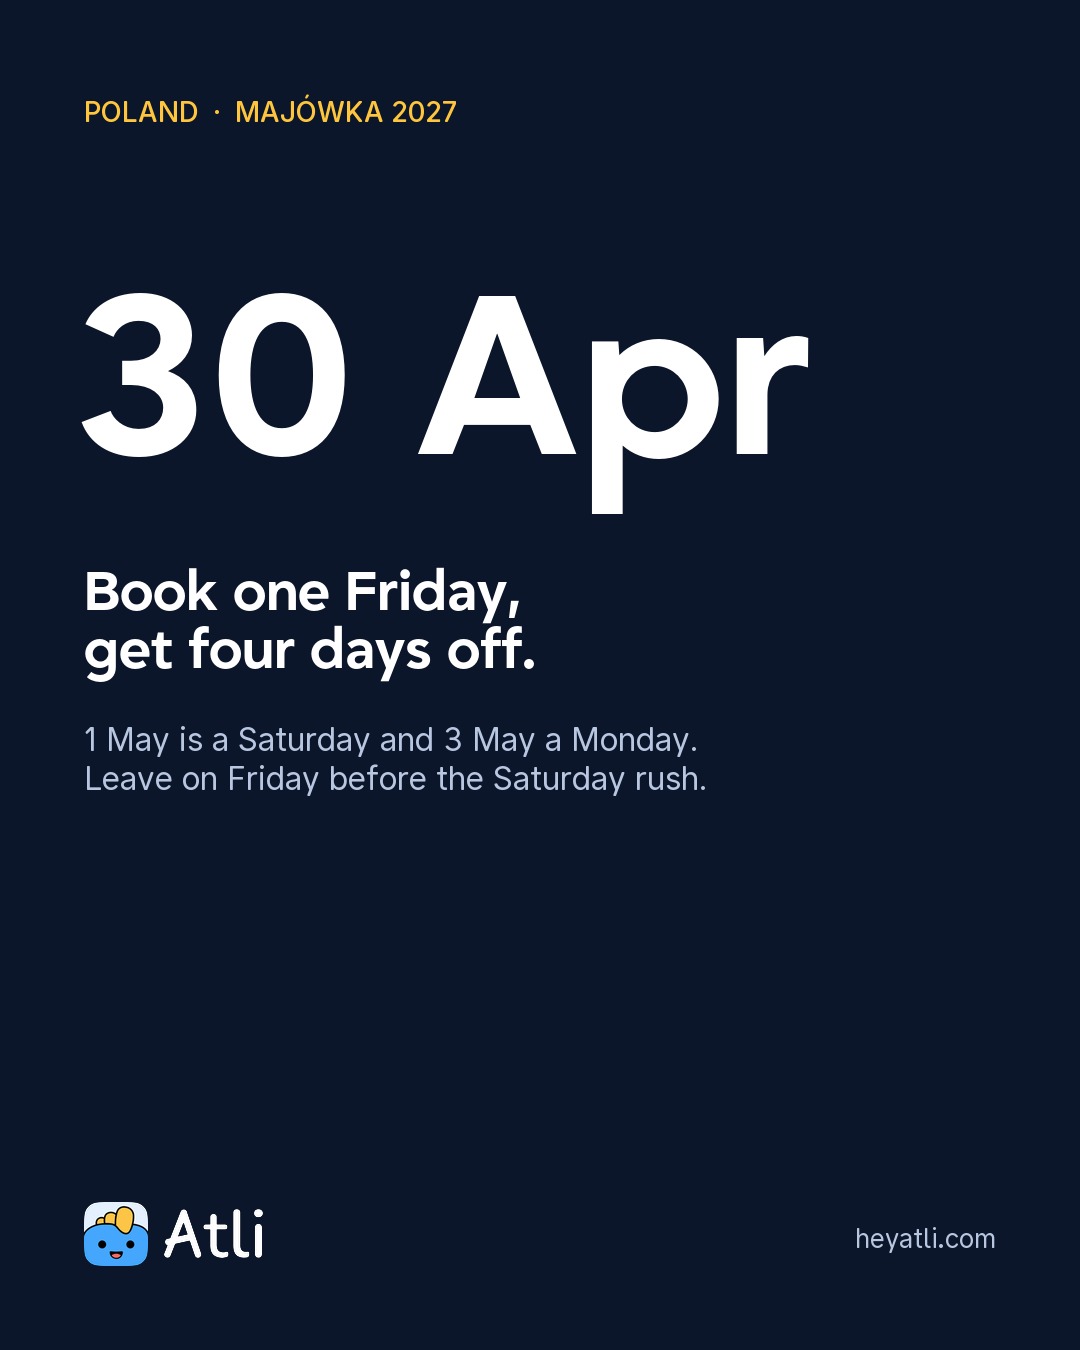 POLAND · MAJÓWKA 2027
30 Apr
Book one Friday,
get four days off.
1 May is a Saturday and 3 May a Monday.
Leave on Friday before the Saturday rush.
Atli
heyatli.com